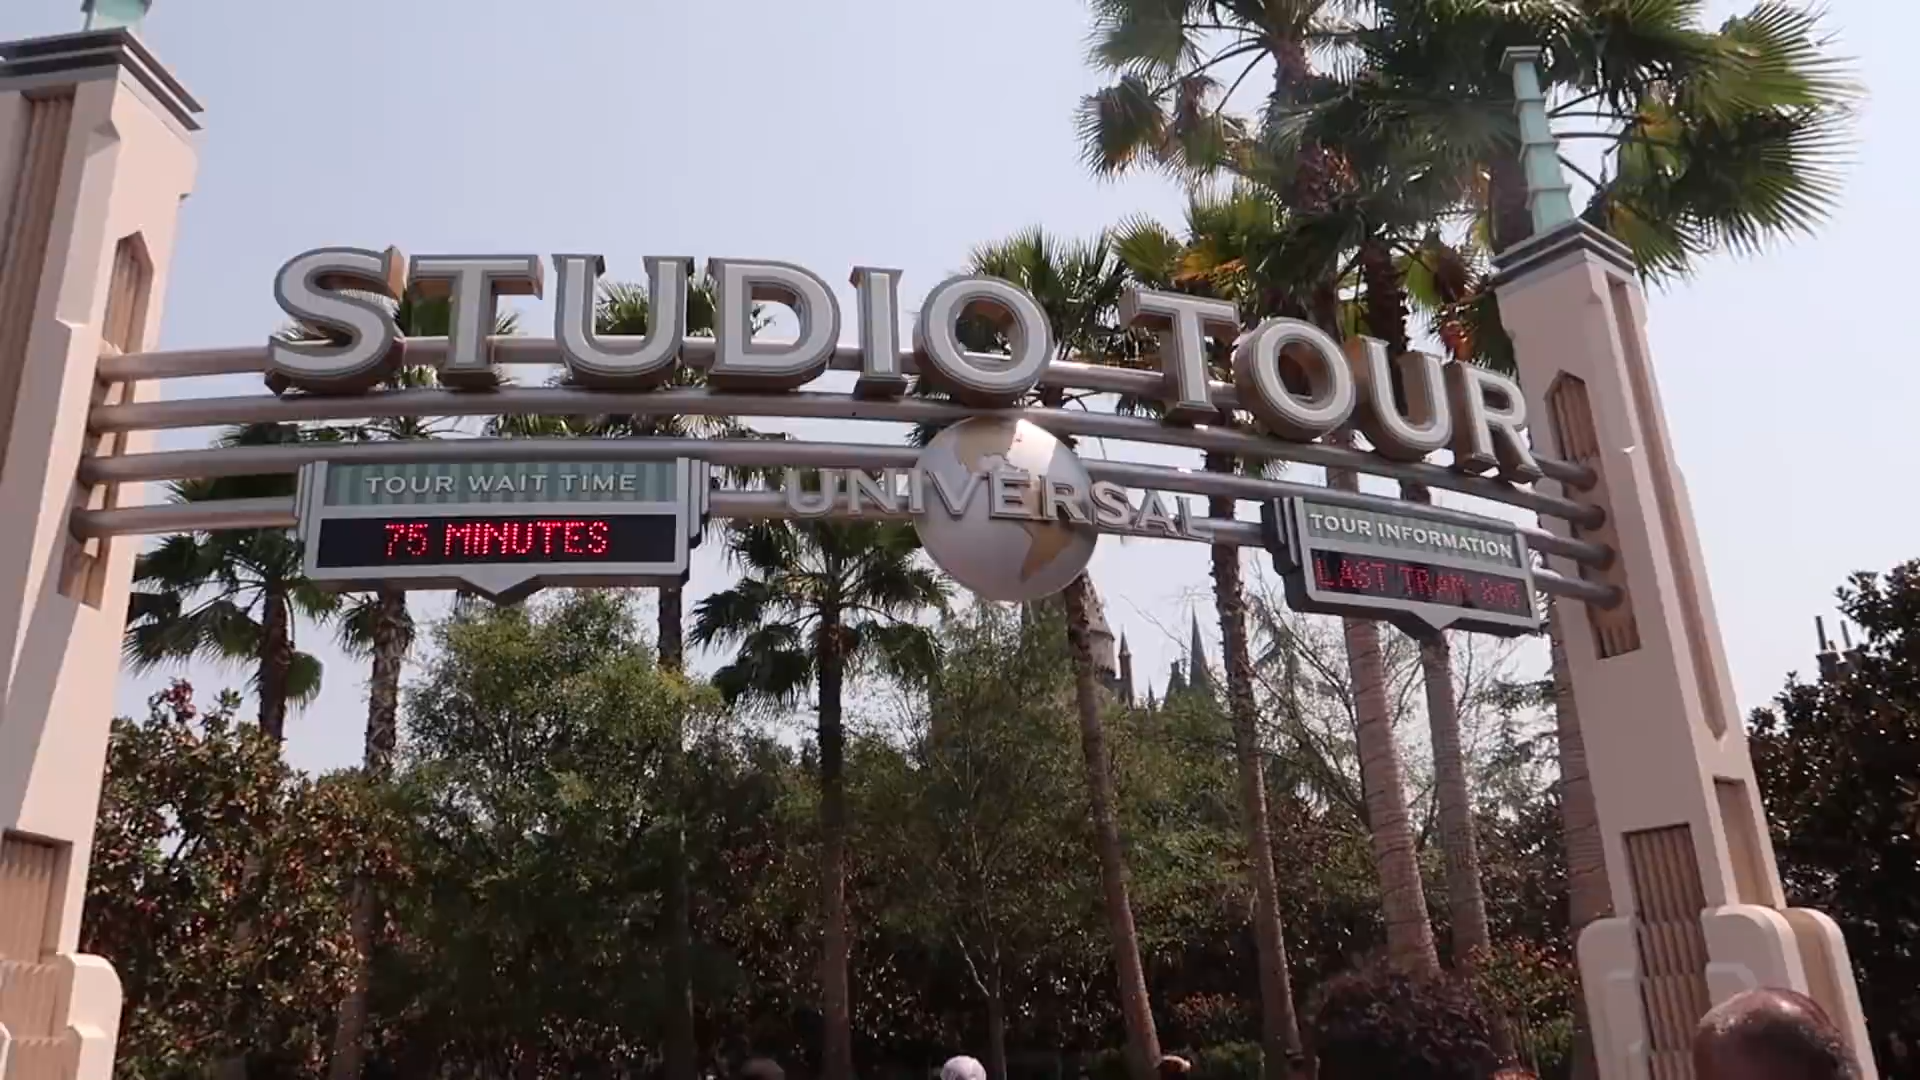 STUDIO TOUR
TOUR WAIT TIME
75 MINUTES
UNIVERSAL
TOUR INFORMATION
LAST TRAM